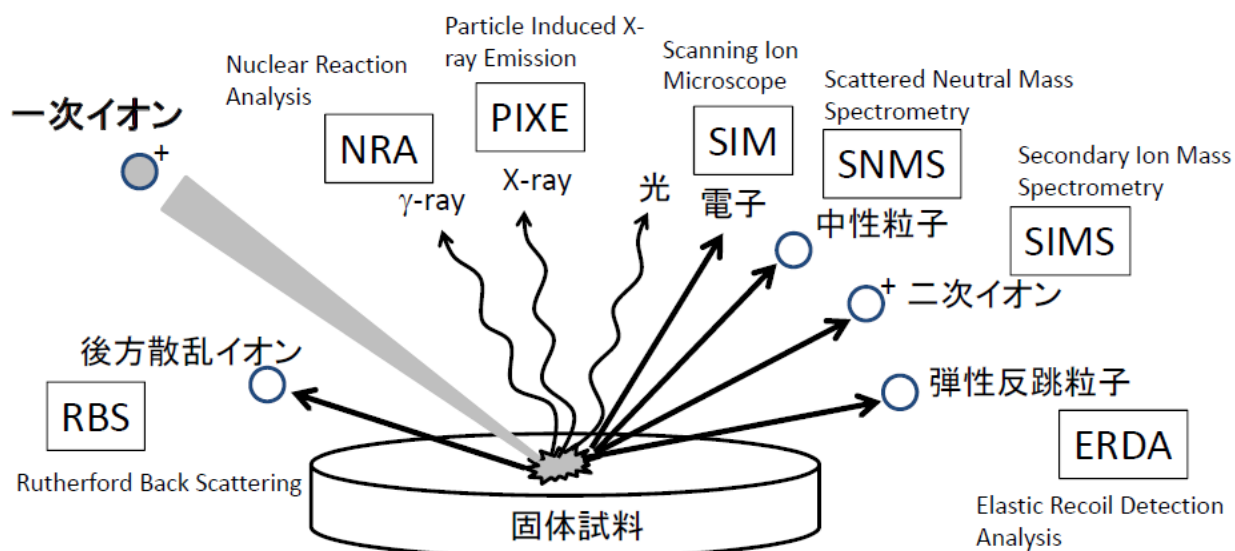 Particle Induced X-
ray Emission
Nuclear Reaction
Analysis
Scanning Ion
Microscope
Scattered Neutral Mass
Spectrometry
Secondary Ion Mass
Spectrometry
一次イオン
+
NRA
PIXE
SIM
SNMS
SIMS
γ-ray
X-ray
光
電子
中性粒子
+
二次イオン
後方散乱イオン
弾性反跳粒子
RBS
ERDA
Rutherford Back Scattering
Elastic Recoil Detection
Analysis
固体試料